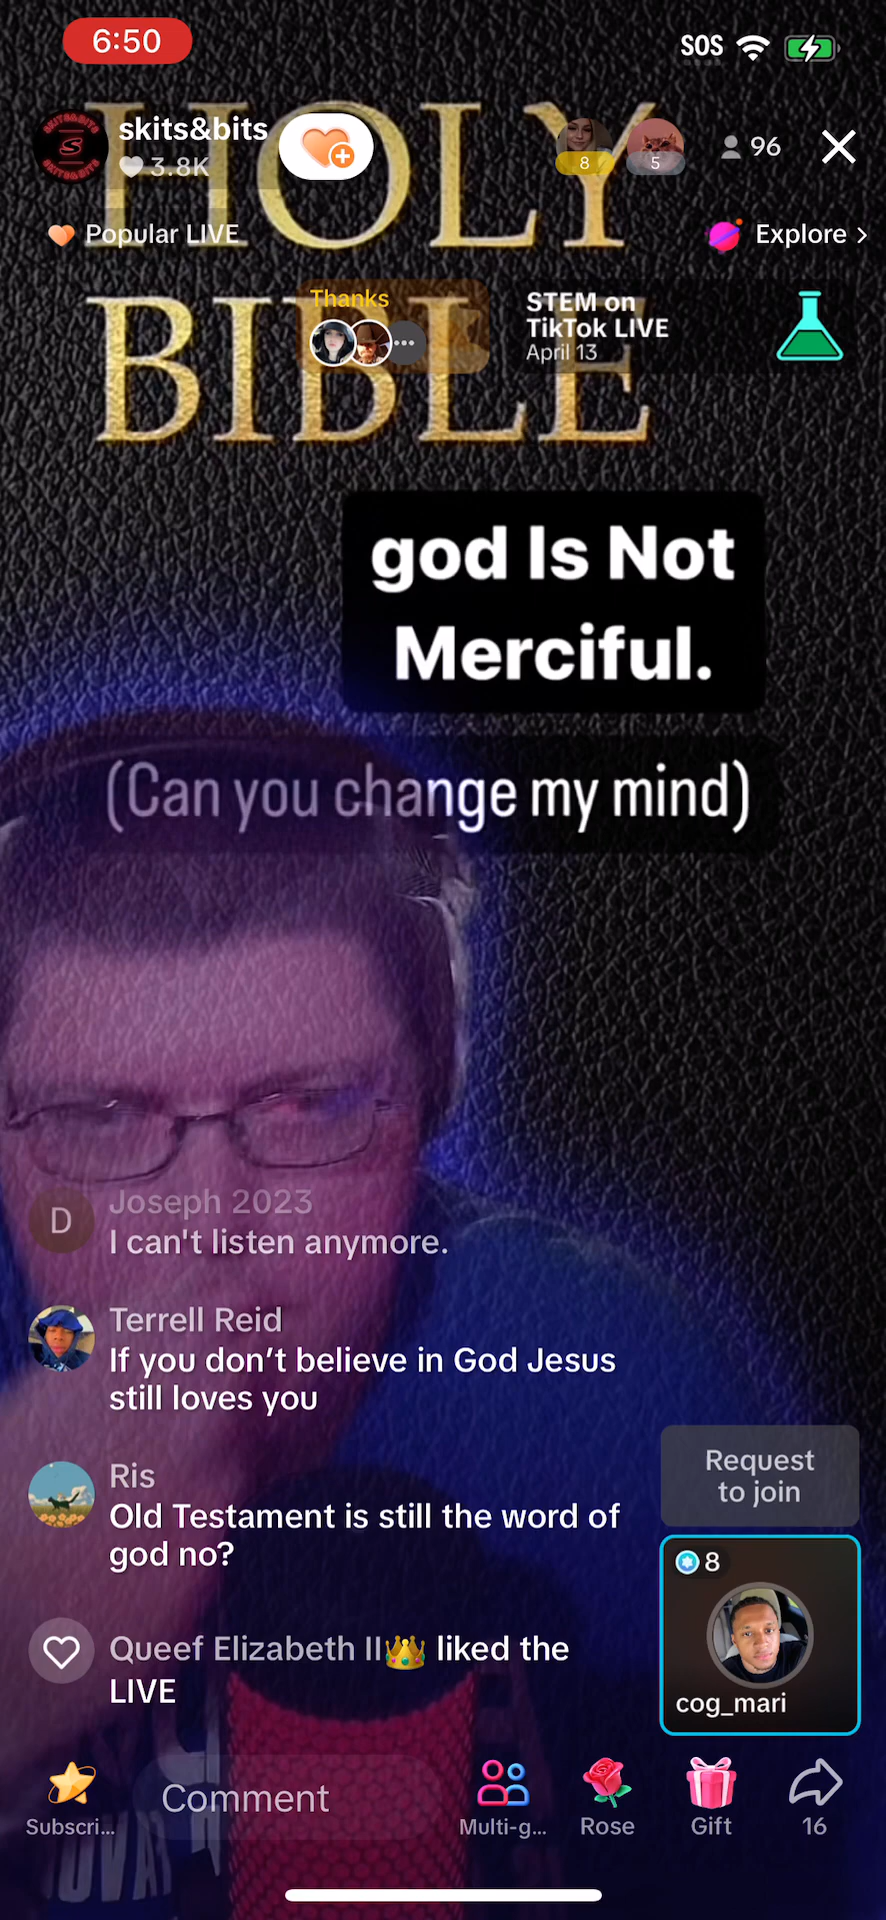 6:50
SOS
HOLY
BIBLE
skits&bits
3.8K
8
5
96
Popular LIVE
Explore >
Thanks
STEM on
TikTok LIVE
April 13
god Is Not
Merciful.
(Can you change my mind)
D
Joseph 2023
I can't listen anymore.
Terrell Reid
If you don’t believe in God Jesus
still loves you
Ris
Old Testament is still the word of
god no?
Queef Elizabeth II👑 liked the
LIVE
Request
to join
8
cog_mari
Subscri...
Comment
Multi-g...
Rose
Gift
16